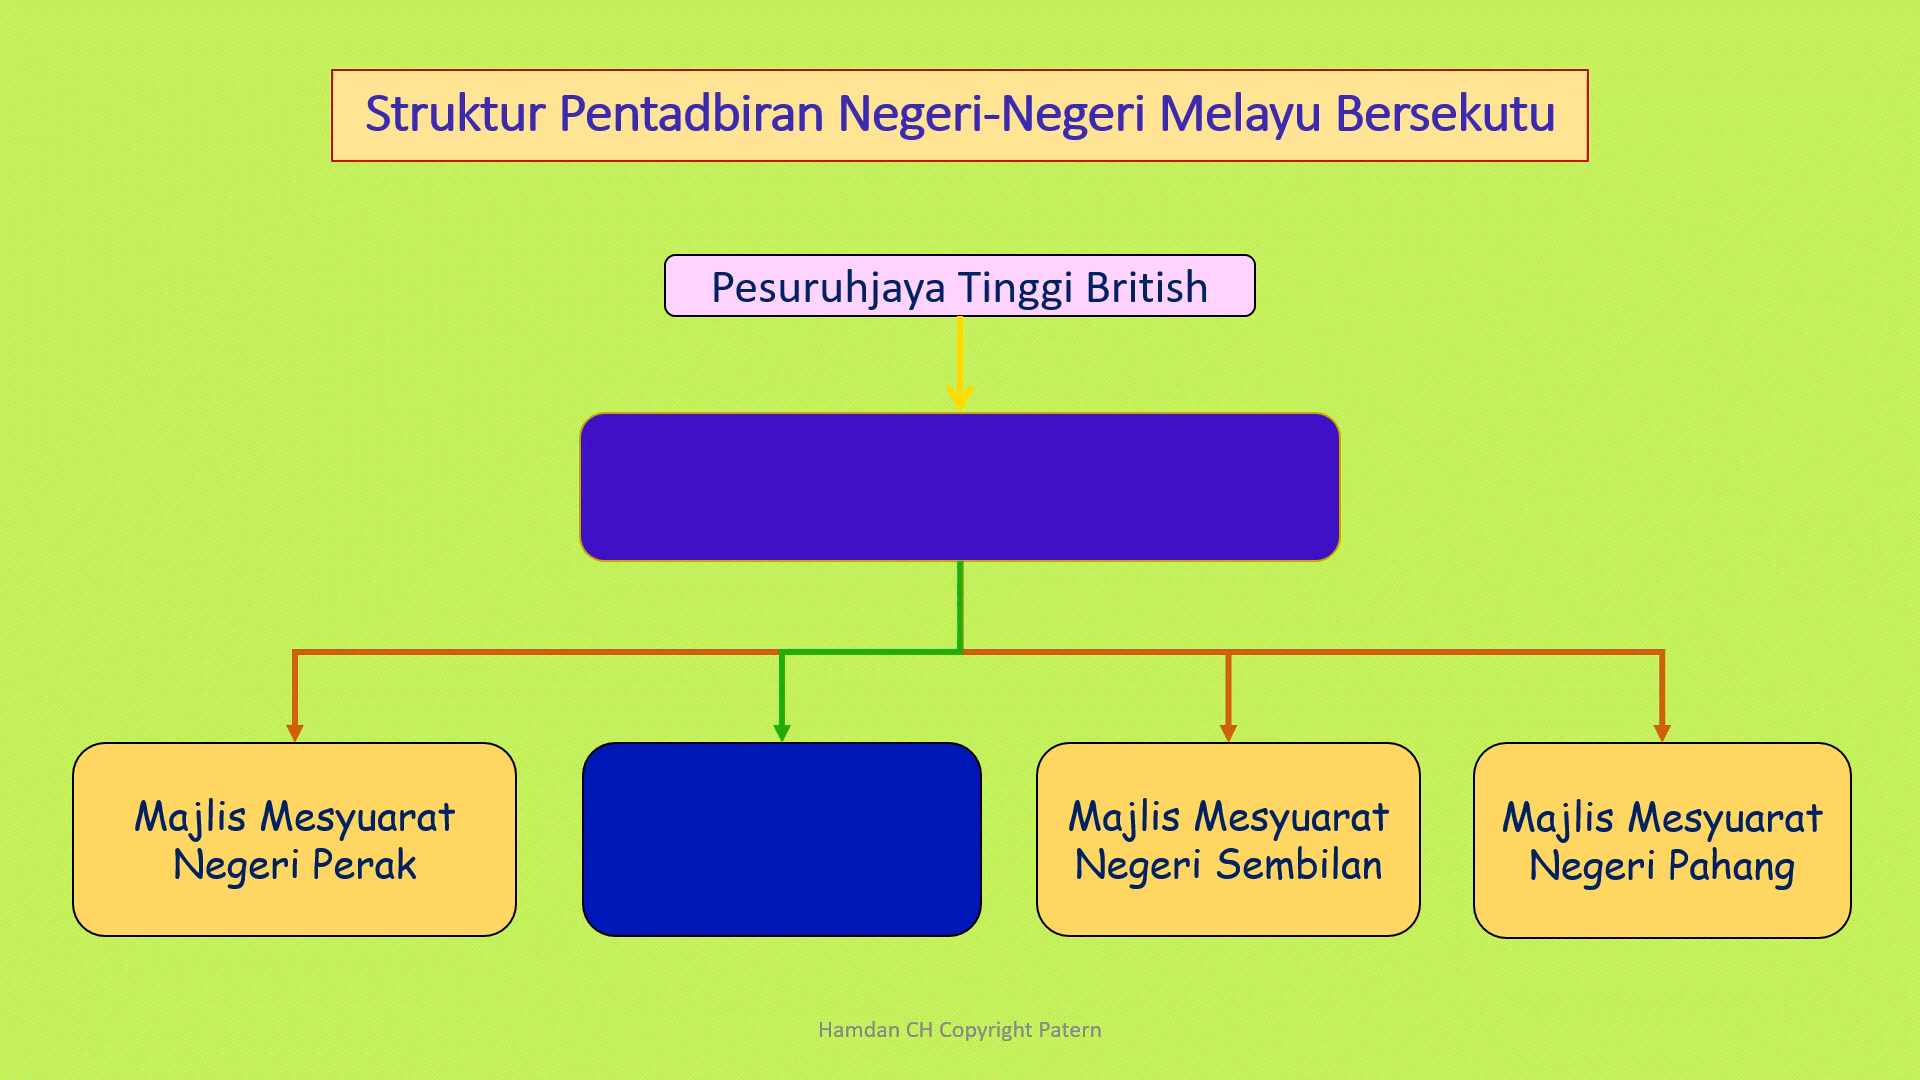 Struktur Pentadbiran Negeri-Negeri Melayu Bersekutu
Pesuruhjaya Tinggi British
Majlis Mesyuarat
Negeri Perak
Majlis Mesyuarat
Negeri Sembilan
Majlis Mesyuarat
Negeri Pahang
Hamdan CH Copyright Patern